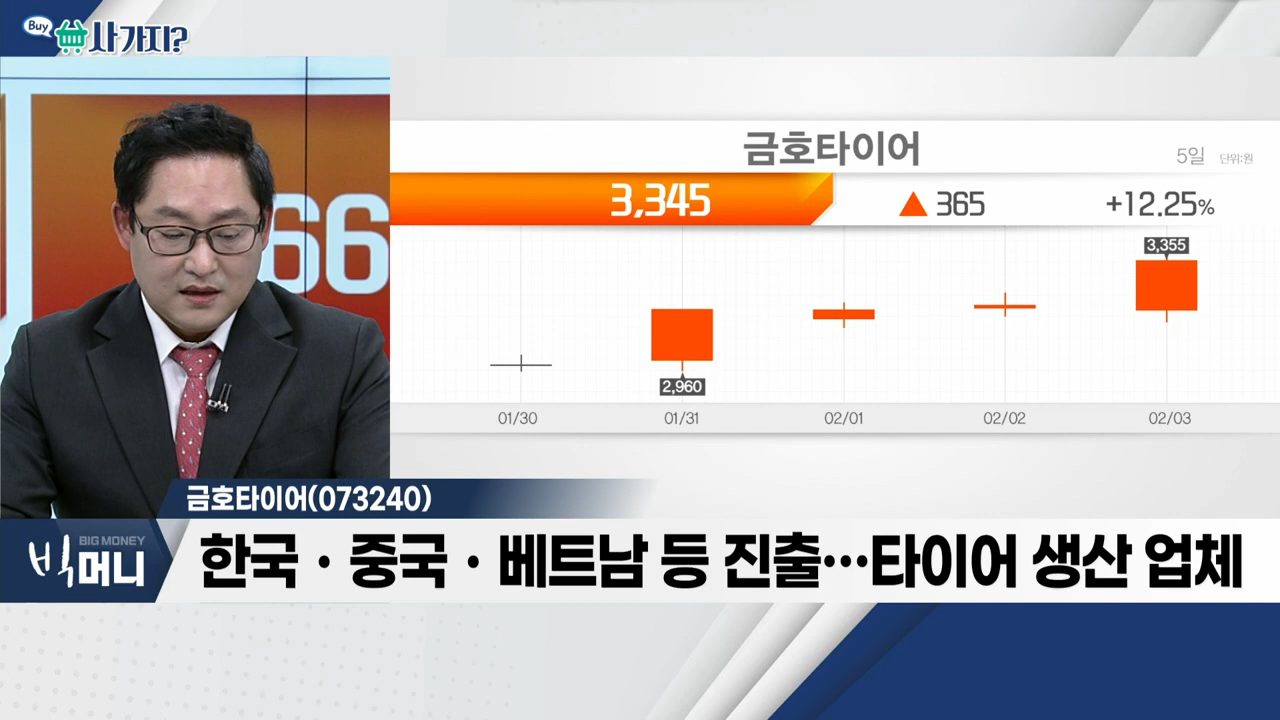 Buy
사가지?
66
금호타이어
5일 단위:원
3,345 ▲ 365 +12.25%
3,355
2,960
01/30 01/31 02/01 02/02 02/03
금호타이어(073240)
BIG MONEY
빅머니
한국·중국·베트남 등 진출…타이어 생산 업체